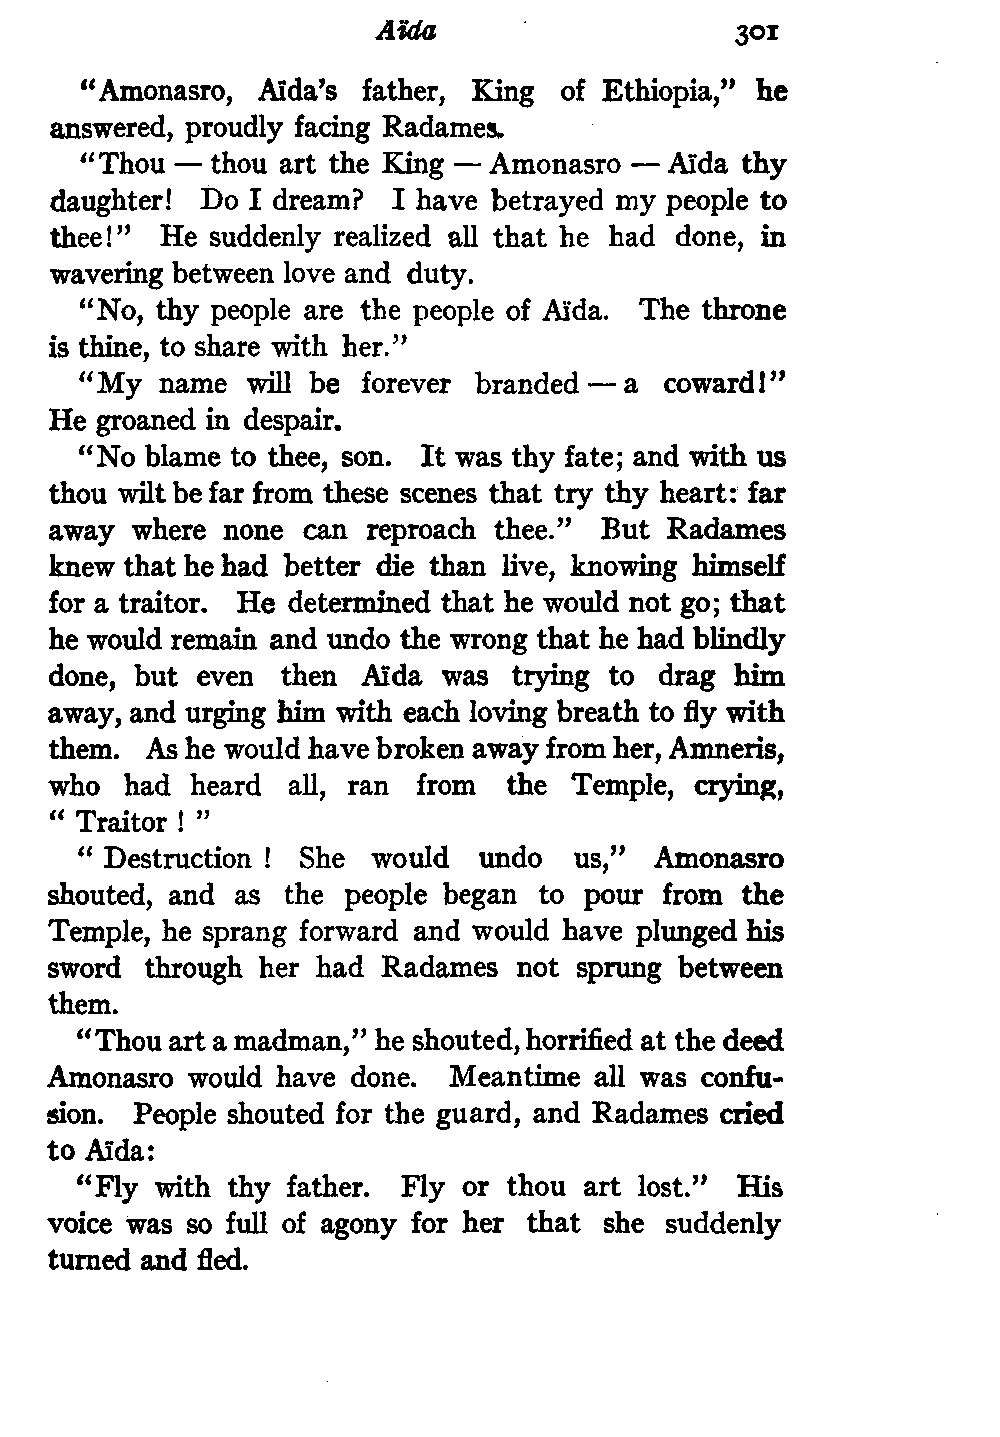 Aïda 301
"Amonasro, Aïda's father, King of Ethiopia," he
answered, proudly facing Radames.
"Thou — thou art the King — Amonasro — Aïda thy
daughter! Do I dream? I have betrayed my people to
thee!" He suddenly realized all that he had done, in
wavering between love and duty.
"No, thy people are the people of Aïda. The throne
is thine, to share with her."
"My name will be forever branded — a coward!"
He groaned in despair.
"No blame to thee, son. It was thy fate; and with us
thou wilt be far from these scenes that try thy heart: far
away where none can reproach thee." But Radames
knew that he had better die than live, knowing himself
for a traitor. He determined that he would not go; that
he would remain and undo the wrong that he had blindly
done, but even then Aïda was trying to drag him
away, and urging him with each loving breath to fly with
them. As he would have broken away from her, Amneris,
who had heard all, ran from the Temple, crying,
" Traitor ! "
" Destruction ! She would undo us," Amonasro
shouted, and as the people began to pour from the
Temple, he sprang forward and would have plunged his
sword through her had Radames not sprung between
them.
"Thou art a madman," he shouted, horrified at the deed
Amonasro would have done. Meantime all was confu-
sion. People shouted for the guard, and Radames cried
to Aïda:
"Fly with thy father. Fly or thou art lost." His
voice was so full of agony for her that she suddenly
turned and fled.